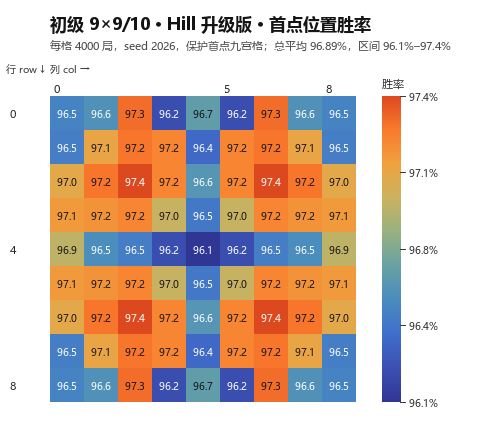 初级 9×9/10 · Hill 升级版 · 首点位置胜率
每格 4000 局，seed 2026，保护首点九宫格；总平均 96.89%，区间 96.1%–97.4%
行 row ↓ 列 col →
胜率
0 5 8
0 96.5 96.6 97.3 96.2 96.7 96.2 97.3 96.6 96.5 97.4%
96.5 97.1 97.2 97.2 96.4 97.2 97.2 97.1 96.5
97.0 97.2 97.4 97.2 96.6 97.2 97.4 97.2 97.0 97.1%
97.1 97.2 97.2 97.0 96.5 97.0 97.2 97.2 97.1
4 96.9 96.5 96.5 96.2 96.1 96.2 96.5 96.5 96.9 96.8%
97.1 97.2 97.2 97.0 96.5 97.0 97.2 97.2 97.1
97.0 97.2 97.4 97.2 96.6 97.2 97.4 97.2 97.0 96.4%
96.5 97.1 97.2 97.2 96.4 97.2 97.2 97.1 96.5
8 96.5 96.6 97.3 96.2 96.7 96.2 97.3 96.6 96.5 96.1%